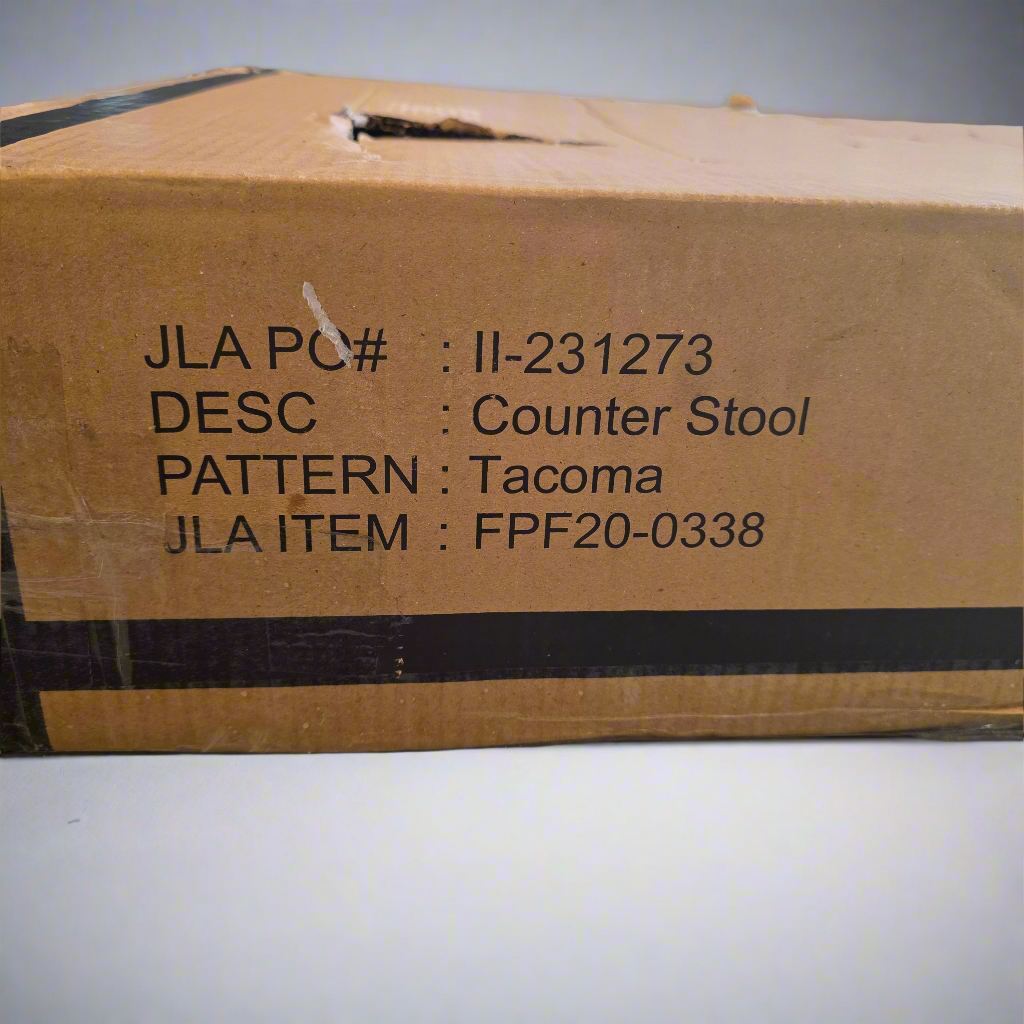 JLA PO# : II-231273
DESC : Counter Stool
PATTERN : Tacoma
JLA ITEM : FPF20-0338